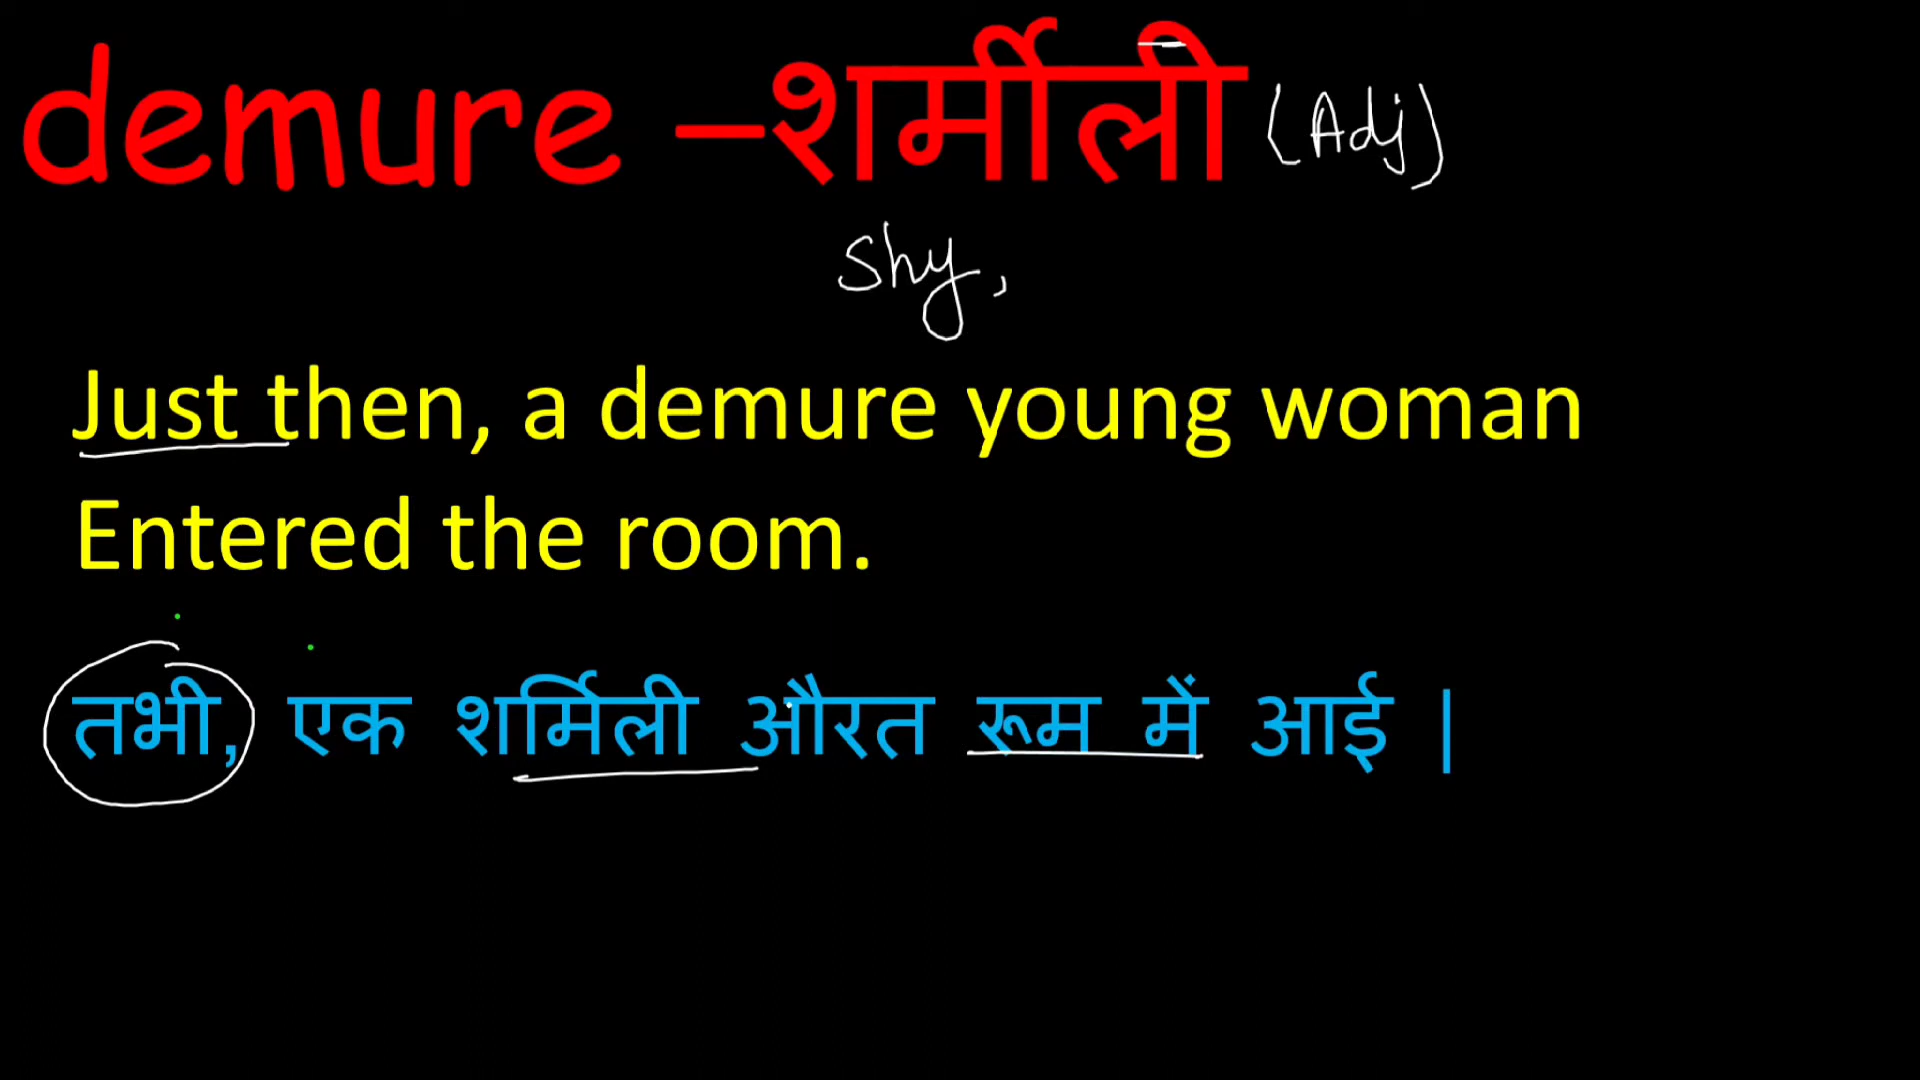 demure –शर्मीली (Adj)
Shy,
Just then, a demure young woman
Entered the room.
तभी, एक शर्मिली औरत रूम में आई |